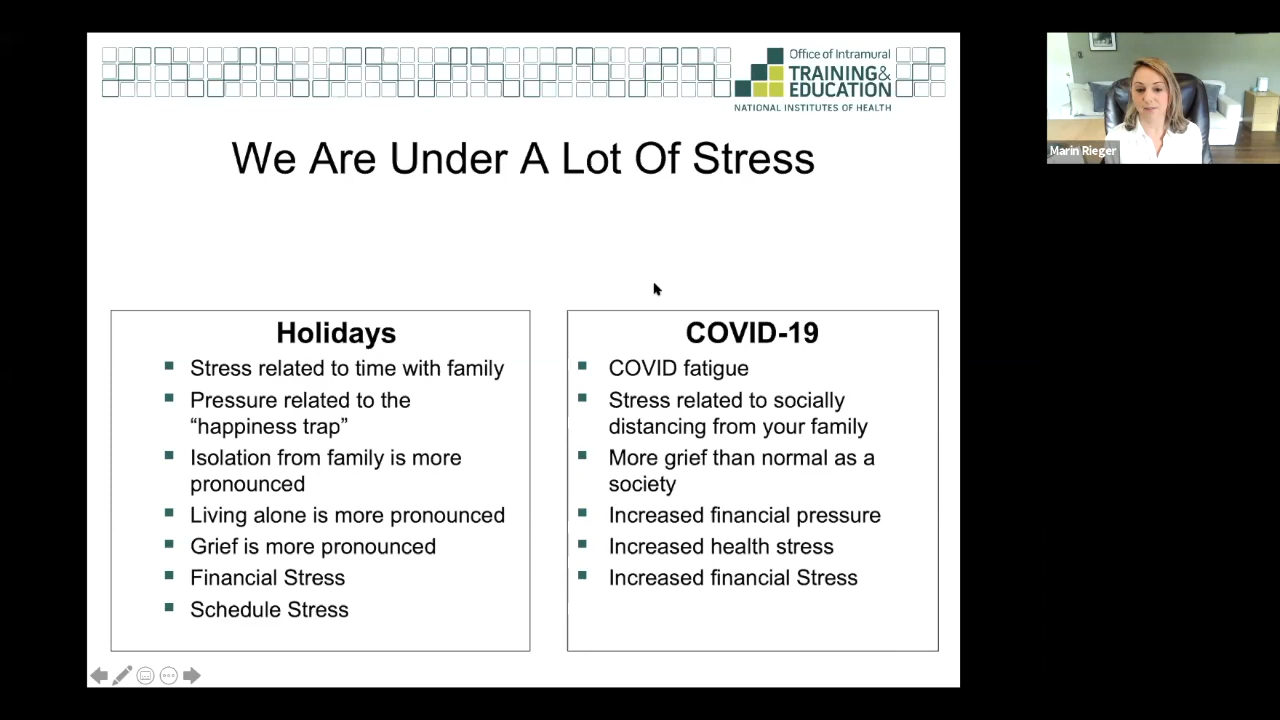 Office of Intramural
TRAINING&
EDUCATION
NATIONAL INSTITUTES OF HEALTH
Marin Rieger
We Are Under A Lot Of Stress
Holidays
Stress related to time with family
Pressure related to the
“happiness trap”
Isolation from family is more
pronounced
Living alone is more pronounced
Grief is more pronounced
Financial Stress
Schedule Stress
COVID-19
COVID fatigue
Stress related to socially
distancing from your family
More grief than normal as a
society
Increased financial pressure
Increased health stress
Increased financial Stress